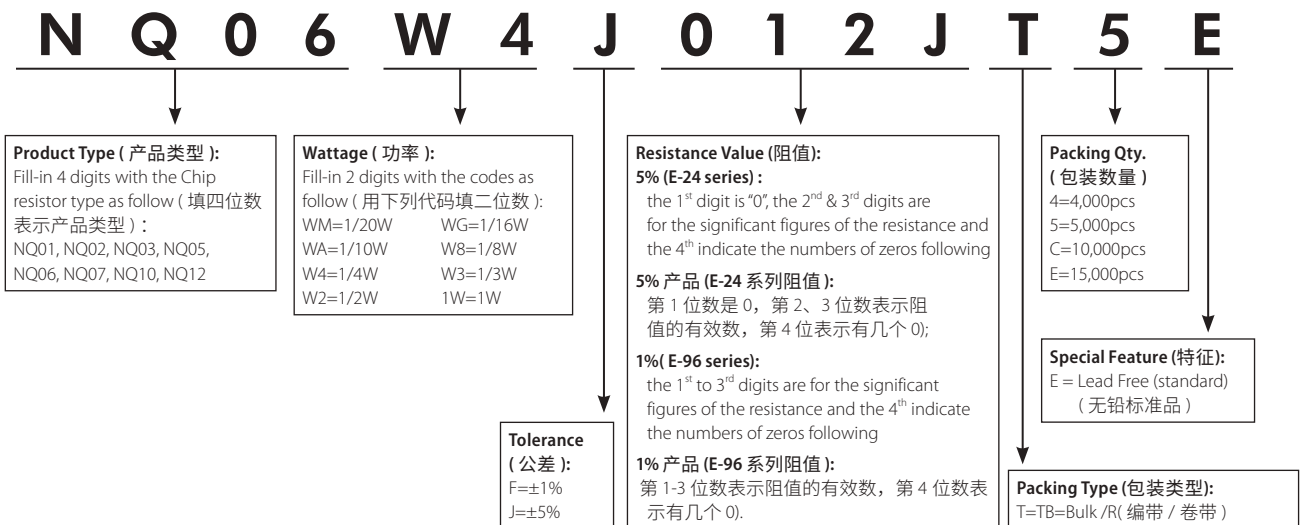 N Q 0 6 W 4 J 0 1 2 J T 5 E
Product Type ( 产品类型 ):
Fill-in 4 digits with the Chip
resistor type as follow ( 填四位数
表示产品类型 ) :
NQ01, NQ02, NQ03, NQ05,
NQ06, NQ07, NQ10, NQ12
Wattage ( 功率 ):
Fill-in 2 digits with the codes as
follow ( 用下列代码填二位数 ):
WM=1/20W WG=1/16W
WA=1/10W W8=1/8W
W4=1/4W W3=1/3W
W2=1/2W 1W=1W
Tolerance
( 公差 ):
F=±1%
J=±5%
Resistance Value (阻值):
5% (E-24 series) :
the 1st digit is "0", the 2nd & 3rd digits are
for the significant figures of the resistance and
the 4th indicate the numbers of zeros following
5% 产品 (E-24 系列阻值 ):
第 1 位数是 0，第 2、3 位数表示阻
值的有效数，第 4 位表示有几个 0);
1%( E-96 series):
the 1st to 3rd digits are for the significant
figures of the resistance and the 4th indicate
the numbers of zeros following
1% 产品 (E-96 系列阻值 ):
第 1-3 位数表示阻值的有效数，第 4 位数表
示有几个 0).
Packing Qty.
( 包装数量 )
4=4,000pcs
5=5,000pcs
C=10,000pcs
E=15,000pcs
Special Feature (特征):
E = Lead Free (standard)
( 无铅标准品 )
Packing Type (包装类型):
T=TB=Bulk /R( 编带 / 卷带 )